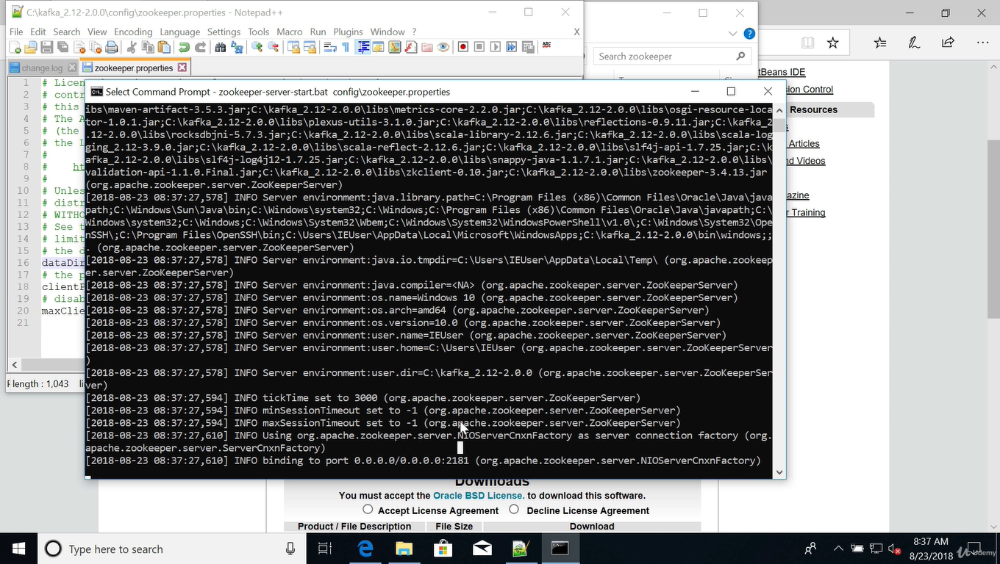 C:\kafka_2.12-2.0.0\config\zookeeper.properties - Notepad++
File Edit Search View Encoding Language Settings Tools Macro Run Plugins Window ? X
Search zookeeper
change.log zookeeper.properties
1 # Licen
2 # contr
3 # this
4 # The A
5 # (the
6 # the L
7 #
8 # ht
9 #
10 # Unles
11 # distr
12 # WITHO
13 # See t
14 # limit
15 # the d
16 dataDir
17 # the p
18 clientP
19 # disab
20 maxClie
21
length : 1,043
Select Command Prompt - zookeeper-server-start.bat config\zookeeper.properties
ibs\maven-artifact-3.5.3.jar;C:\kafka_2.12-2.0.0\libs\metrics-core-2.2.0.jar;C:\kafka_2.12-2.0.0\libs\osgi-resource-loca
tor-1.0.1.jar;C:\kafka_2.12-2.0.0\libs\plexus-utils-3.1.0.jar;C:\kafka_2.12-2.0.0\libs\reflections-0.9.11.jar;C:\kafka_2
.12-2.0.0\libs\rocksdbjni-5.7.3.jar;C:\kafka_2.12-2.0.0\libs\scala-library-2.12.6.jar;C:\kafka_2.12-2.0.0\libs\scala-log
ging_2.12-3.9.0.jar;C:\kafka_2.12-2.0.0\libs\scala-reflect-2.12.6.jar;C:\kafka_2.12-2.0.0\libs\slf4j-api-1.7.25.jar;C:\k
afka_2.12-2.0.0\libs\slf4j-log4j12-1.7.25.jar;C:\kafka_2.12-2.0.0\libs\snappy-java-1.1.7.1.jar;C:\kafka_2.12-2.0.0\libs\
validation-api-1.1.0.Final.jar;C:\kafka_2.12-2.0.0\libs\zkclient-0.10.jar;C:\kafka_2.12-2.0.0\libs\zookeeper-3.4.13.jar
(org.apache.zookeeper.server.ZooKeeperServer)
[2018-08-23 08:37:27,578] INFO Server environment:java.library.path=C:\Program Files (x86)\Common Files\Oracle\Java\java
path;C:\Windows\Sun\Java\bin;C:\Windows\system32;C:\Windows;C:\Program Files (x86)\Common Files\Oracle\Java\javapath;C:\
Windows\system32;C:\Windows;C:\Windows\System32\Wbem;C:\Windows\System32\WindowsPowerShell\v1.0\;C:\Windows\System32\Ope
nSSH\;C:\Program Files\OpenSSH\bin;C:\Users\IEUser\AppData\Local\Microsoft\WindowsApps;C:\kafka_2.12-2.0.0\bin\windows;;
. (org.apache.zookeeper.server.ZooKeeperServer)
[2018-08-23 08:37:27,578] INFO Server environment:java.io.tmpdir=C:\Users\IEUser\AppData\Local\Temp\ (org.apache.zookeep
er.server.ZooKeeperServer)
[2018-08-23 08:37:27,578] INFO Server environment:java.compiler=<NA> (org.apache.zookeeper.server.ZooKeeperServer)
[2018-08-23 08:37:27,578] INFO Server environment:os.name=Windows 10 (org.apache.zookeeper.server.ZooKeeperServer)
[2018-08-23 08:37:27,578] INFO Server environment:os.arch=amd64 (org.apache.zookeeper.server.ZooKeeperServer)
[2018-08-23 08:37:27,578] INFO Server environment:os.version=10.0 (org.apache.zookeeper.server.ZooKeeperServer)
[2018-08-23 08:37:27,578] INFO Server environment:user.name=IEUser (org.apache.zookeeper.server.ZooKeeperServer)
[2018-08-23 08:37:27,578] INFO Server environment:user.home=C:\Users\IEUser (org.apache.zookeeper.server.ZooKeeperServer
)
[2018-08-23 08:37:27,578] INFO Server environment:user.dir=C:\kafka_2.12-2.0.0 (org.apache.zookeeper.server.ZooKeeperSer
ver)
[2018-08-23 08:37:27,594] INFO tickTime set to 3000 (org.apache.zookeeper.server.ZooKeeperServer)
[2018-08-23 08:37:27,594] INFO minSessionTimeout set to -1 (org.apache.zookeeper.server.ZooKeeperServer)
[2018-08-23 08:37:27,594] INFO maxSessionTimeout set to -1 (org.apache.zookeeper.server.ZooKeeperServer)
[2018-08-23 08:37:27,610] INFO Using org.apache.zookeeper.server.NIOServerCnxnFactory as server connection factory (org.
apache.zookeeper.server.ServerCnxnFactory)
[2018-08-23 08:37:27,610] INFO binding to port 0.0.0.0/0.0.0.0:2181 (org.apache.zookeeper.server.NIOServerCnxnFactory)
tBeans IDE
sion Control
Resources
Articles
nd Videos
azine
r Training
Downloads
You must accept the Oracle BSD License. to download this software.
Accept License Agreement Decline License Agreement
Product / File Description File Size Download
Type here to search
8:37 AM
8/23/2018
Udemy